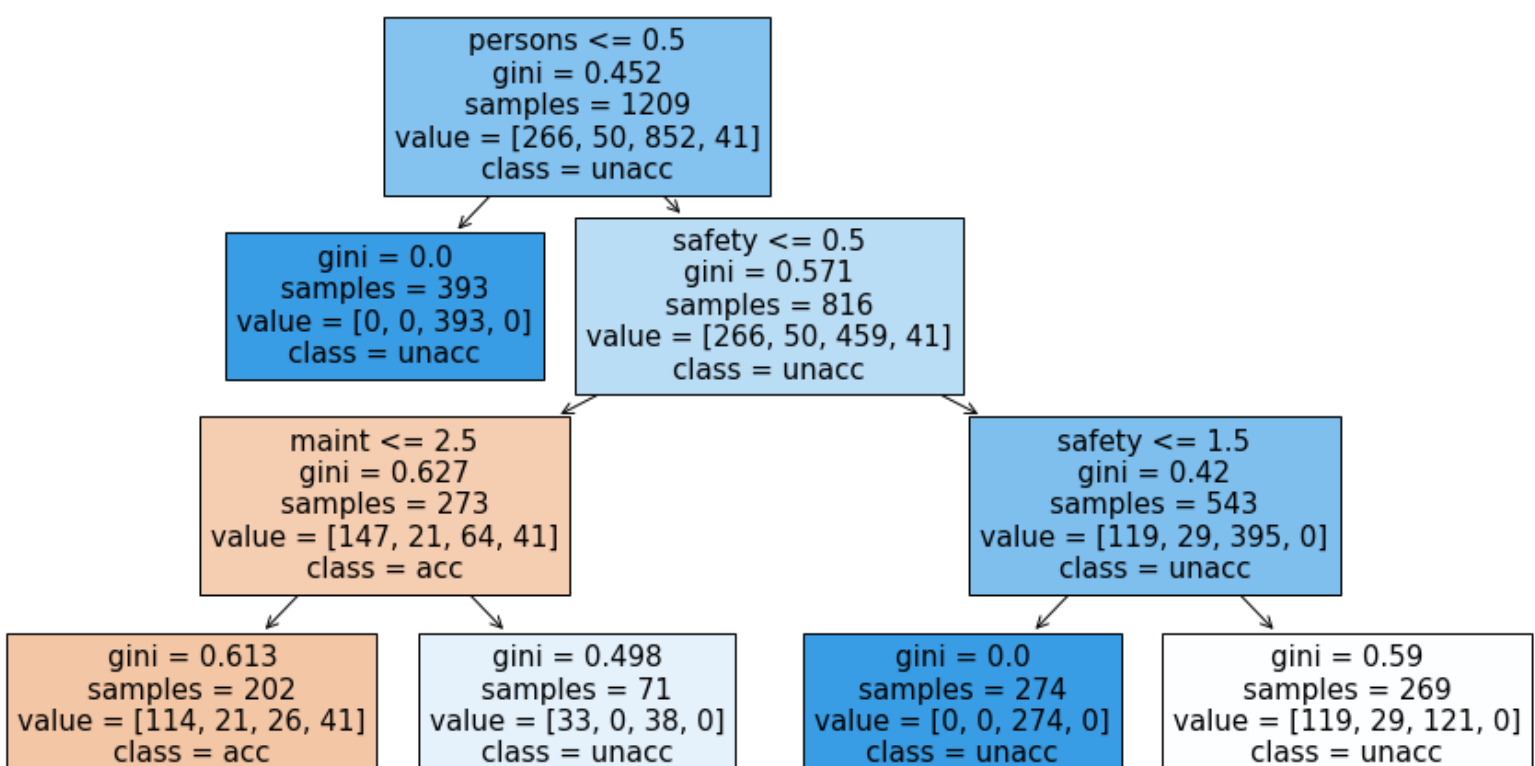 persons <= 0.5
gini = 0.452
samples = 1209
value = [266, 50, 852, 41]
class = unacc
gini = 0.0
samples = 393
value = [0, 0, 393, 0]
class = unacc
safety <= 0.5
gini = 0.571
samples = 816
value = [266, 50, 459, 41]
class = unacc
maint <= 2.5
gini = 0.627
samples = 273
value = [147, 21, 64, 41]
class = acc
safety <= 1.5
gini = 0.42
samples = 543
value = [119, 29, 395, 0]
class = unacc
gini = 0.613
samples = 202
value = [114, 21, 26, 41]
class = acc
gini = 0.498
samples = 71
value = [33, 0, 38, 0]
class = unacc
gini = 0.0
samples = 274
value = [0, 0, 274, 0]
class = unacc
gini = 0.59
samples = 269
value = [119, 29, 121, 0]
class = unacc